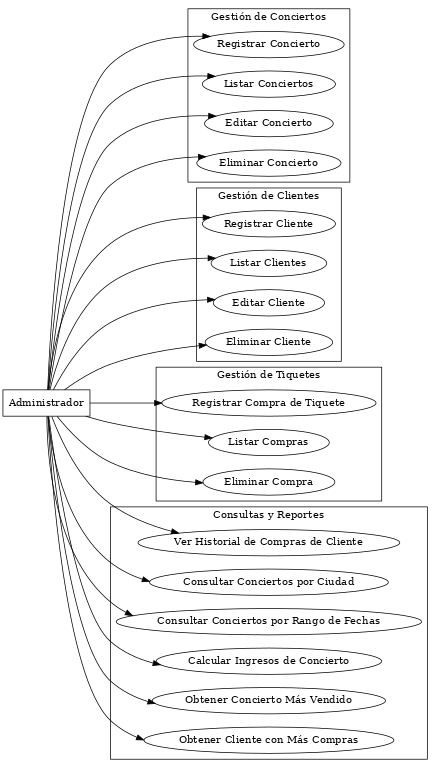 Gestión de Conciertos
Registrar Concierto
Listar Conciertos
Editar Concierto
Eliminar Concierto
Gestión de Clientes
Registrar Cliente
Listar Clientes
Editar Cliente
Eliminar Cliente
Administrador
Gestión de Tiquetes
Registrar Compra de Tiquete
Listar Compras
Eliminar Compra
Consultas y Reportes
Ver Historial de Compras de Cliente
Consultar Conciertos por Ciudad
Consultar Conciertos por Rango de Fechas
Calcular Ingresos de Concierto
Obtener Concierto Más Vendido
Obtener Cliente con Más Compras